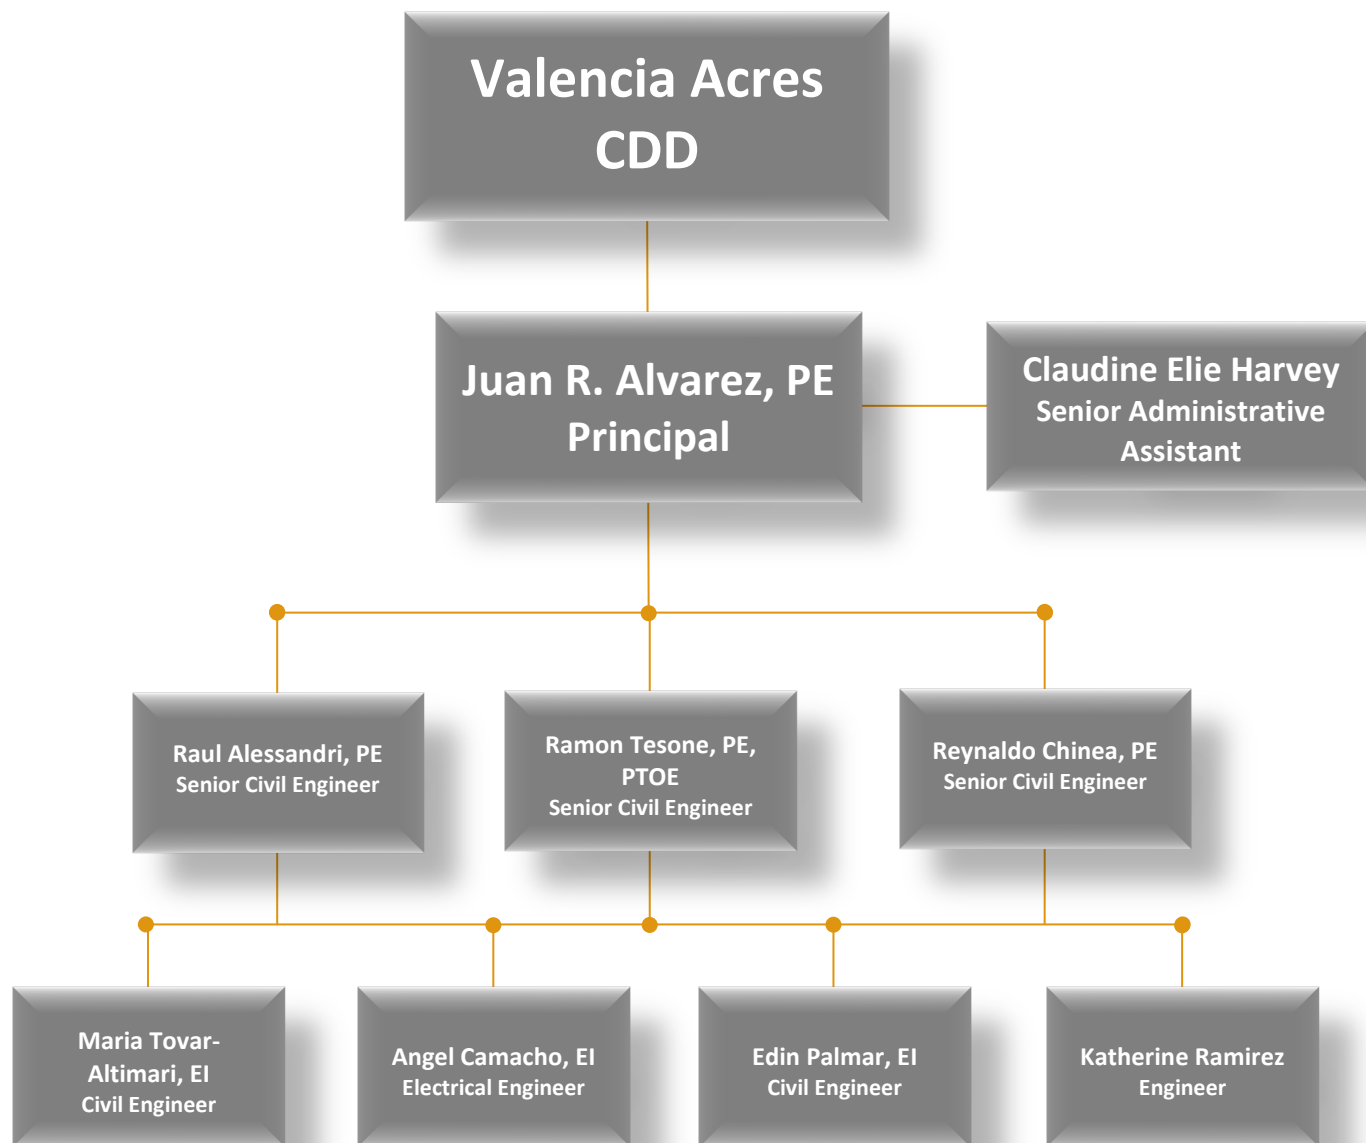 Valencia Acres
CDD
Juan R. Alvarez, PE
Principal
Claudine Elie Harvey
Senior Administrative
Assistant
Raul Alessandri, PE
Senior Civil Engineer
Ramon Tesone, PE,
PTOE
Senior Civil Engineer
Reynaldo Chinea, PE
Senior Civil Engineer
Maria Tovar-
Altimari, EI
Civil Engineer
Angel Camacho, EI
Electrical Engineer
Edin Palmar, EI
Civil Engineer
Katherine Ramirez
Engineer